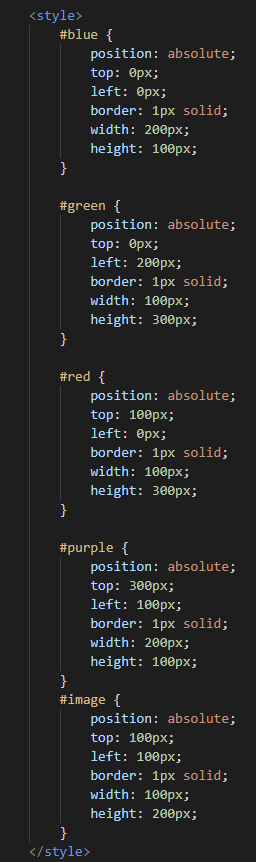 <style>
#blue {
position: absolute;
top: 0px;
left: 0px;
border: 1px solid;
width: 200px;
height: 100px;
}
#green {
position: absolute;
top: 0px;
left: 200px;
border: 1px solid;
width: 100px;
height: 300px;
}
#red {
position: absolute;
top: 100px;
left: 0px;
border: 1px solid;
width: 100px;
height: 300px;
}
#purple {
position: absolute;
top: 300px;
left: 100px;
border: 1px solid;
width: 200px;
height: 100px;
}
#image {
position: absolute;
top: 100px;
left: 100px;
border: 1px solid;
width: 100px;
height: 200px;
}
</style>